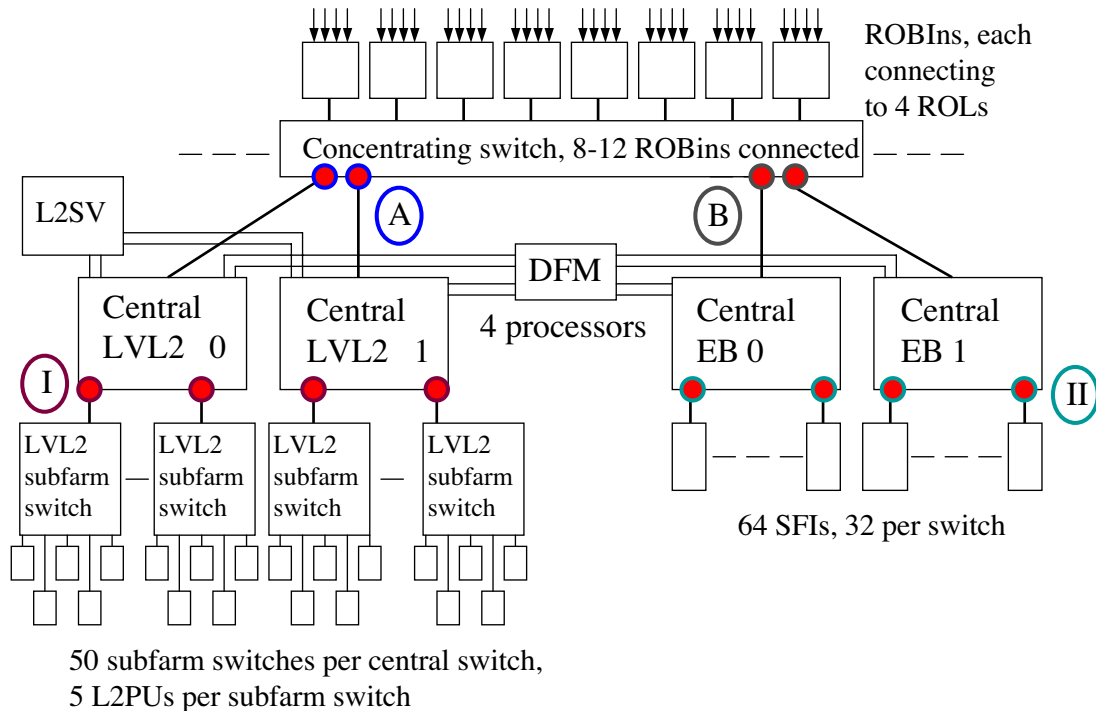 ROBIns, each
connecting
to 4 ROLs
Concentrating switch, 8-12 ROBins connected
L2SV
A
B
DFM
4 processors
Central
LVL2 0
Central
LVL2 1
Central
EB 0
Central
EB 1
I
II
LVL2
subfarm
switch
LVL2
subfarm
switch
LVL2
subfarm
switch
LVL2
subfarm
switch
64 SFIs, 32 per switch
50 subfarm switches per central switch,
5 L2PUs per subfarm switch